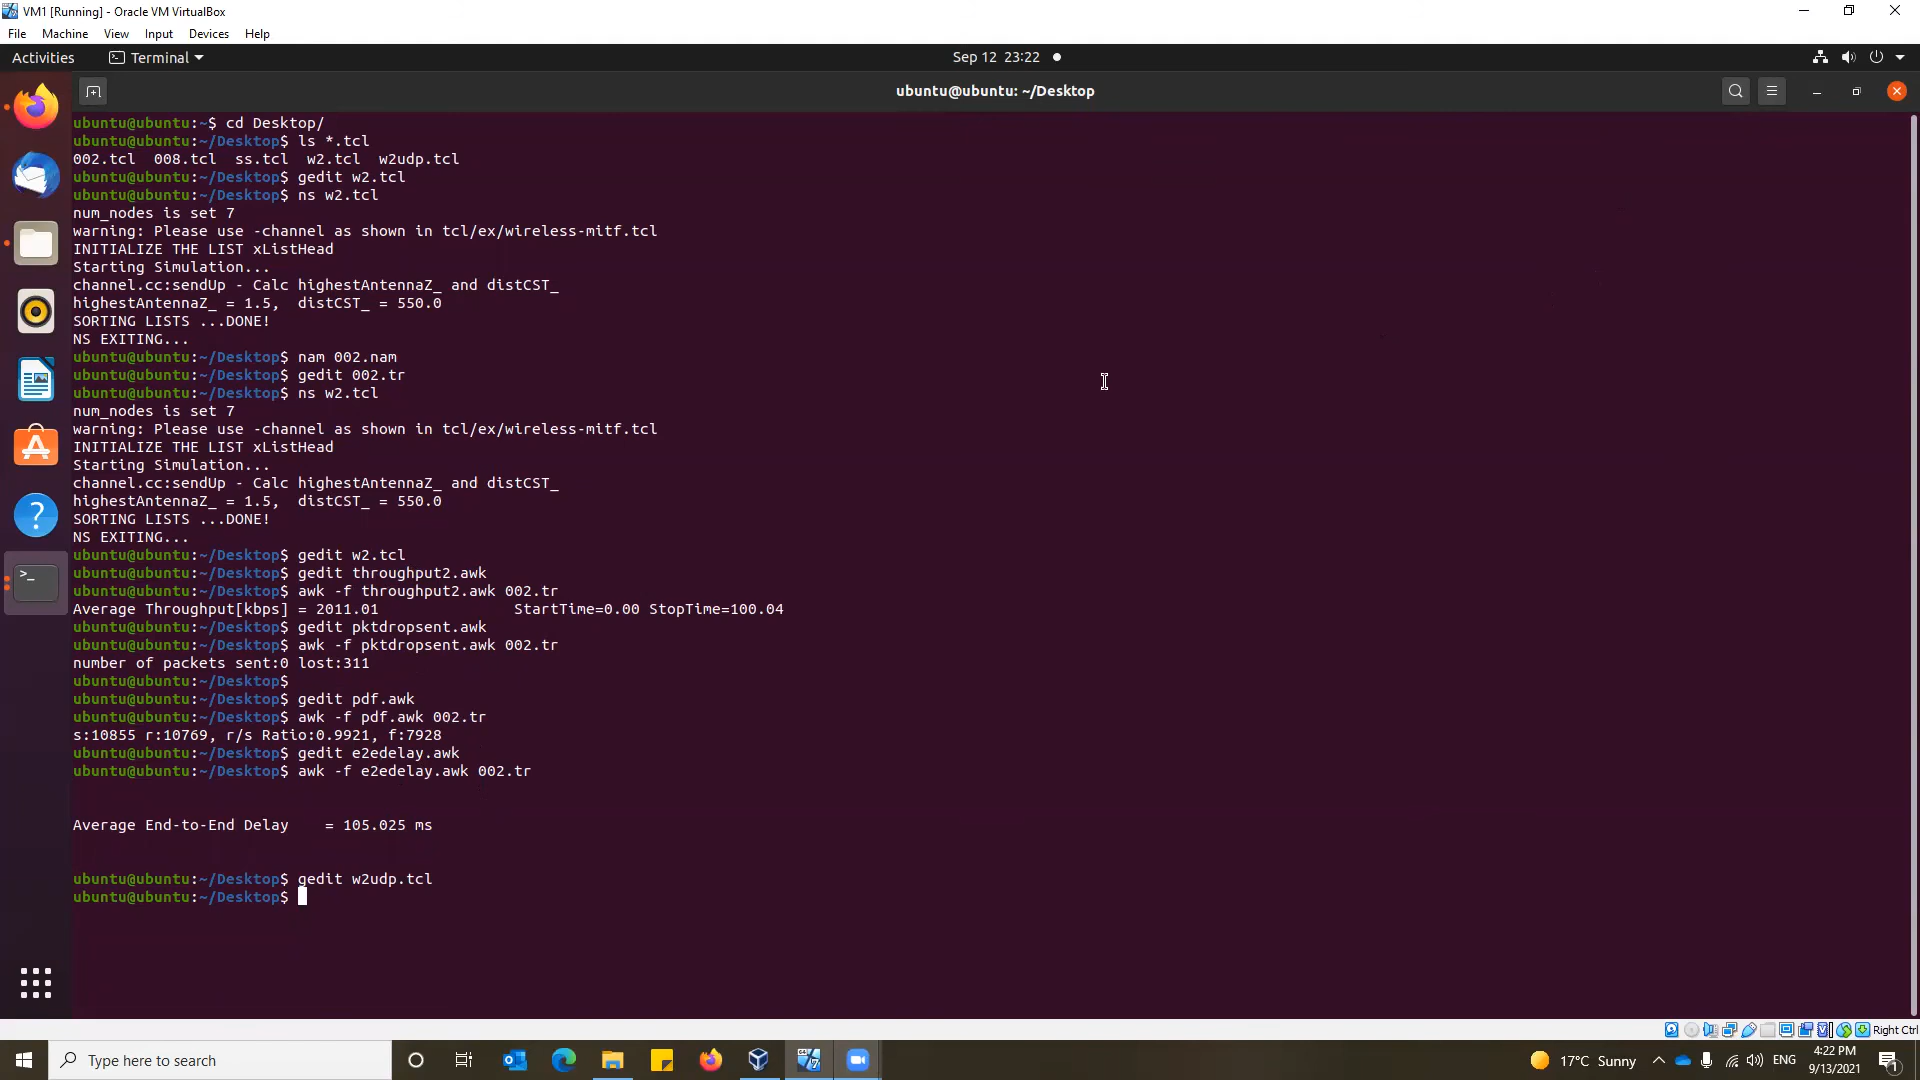 VM1 [Running] - Oracle VM VirtualBox
File Machine View Input Devices Help
Activities Terminal Sep 12 23:22
ubuntu@ubuntu: ~/Desktop
ubuntu@ubuntu:~$ cd Desktop/
ubuntu@ubuntu:~/Desktop$ ls *.tcl
002.tcl 008.tcl ss.tcl w2.tcl w2udp.tcl
ubuntu@ubuntu:~/Desktop$ gedit w2.tcl
ubuntu@ubuntu:~/Desktop$ ns w2.tcl
num_nodes is set 7
warning: Please use -channel as shown in tcl/ex/wireless-mitf.tcl
INITIALIZE THE LIST xListHead
Starting Simulation...
channel.cc:sendUp - Calc highestAntennaZ_ and distCST_
highestAntennaZ_ = 1.5, distCST_ = 550.0
SORTING LISTS ...DONE!
NS EXITING...
ubuntu@ubuntu:~/Desktop$ nam 002.nam
ubuntu@ubuntu:~/Desktop$ gedit 002.tr
ubuntu@ubuntu:~/Desktop$ ns w2.tcl
num_nodes is set 7
warning: Please use -channel as shown in tcl/ex/wireless-mitf.tcl
INITIALIZE THE LIST xListHead
Starting Simulation...
channel.cc:sendUp - Calc highestAntennaZ_ and distCST_
highestAntennaZ_ = 1.5, distCST_ = 550.0
SORTING LISTS ...DONE!
NS EXITING...
ubuntu@ubuntu:~/Desktop$ gedit w2.tcl
ubuntu@ubuntu:~/Desktop$ gedit throughput2.awk
ubuntu@ubuntu:~/Desktop$ awk -f throughput2.awk 002.tr
Average Throughput[kbps] = 2011.01 StartTime=0.00 StopTime=100.04
ubuntu@ubuntu:~/Desktop$ gedit pktdropsent.awk
ubuntu@ubuntu:~/Desktop$ awk -f pktdropsent.awk 002.tr
number of packets sent:0 lost:311
ubuntu@ubuntu:~/Desktop$
ubuntu@ubuntu:~/Desktop$ gedit pdf.awk
ubuntu@ubuntu:~/Desktop$ awk -f pdf.awk 002.tr
s:10855 r:10769, r/s Ratio:0.9921, f:7928
ubuntu@ubuntu:~/Desktop$ gedit e2edelay.awk
ubuntu@ubuntu:~/Desktop$ awk -f e2edelay.awk 002.tr
Average End-to-End Delay = 105.025 ms
ubuntu@ubuntu:~/Desktop$ gedit w2udp.tcl
ubuntu@ubuntu:~/Desktop$
Right Ctrl
Type here to search
17°C Sunny
ENG
4:22 PM
9/13/2021